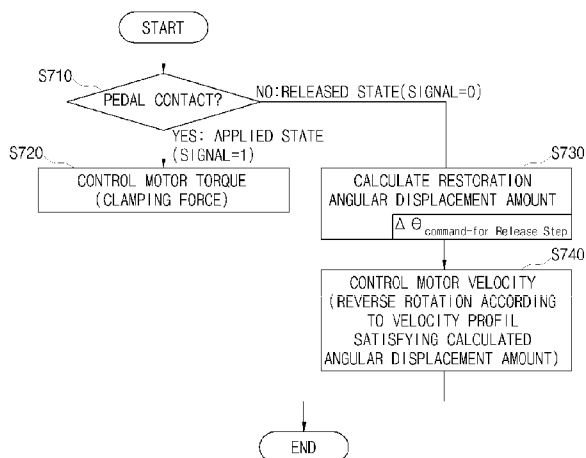 START
S710
PEDAL CONTACT?
NO:RELEASED STATE(SIGNAL=0)
YES: APPLIED STATE
(SIGNAL=1)
S720
CONTROL MOTOR TORQUE
(CLAMPING FORCE)
S730
CALCULATE RESTORATION
ANGULAR DISPLACEMENT AMOUNT
Δ θ command-for Release Step
S740
CONTROL MOTOR VELOCITY
(REVERSE ROTATION ACCORDING
TO VELOCITY PROFIL
SATISFYING CALCULATED
ANGULAR DISPLACEMENT AMOUNT)
END